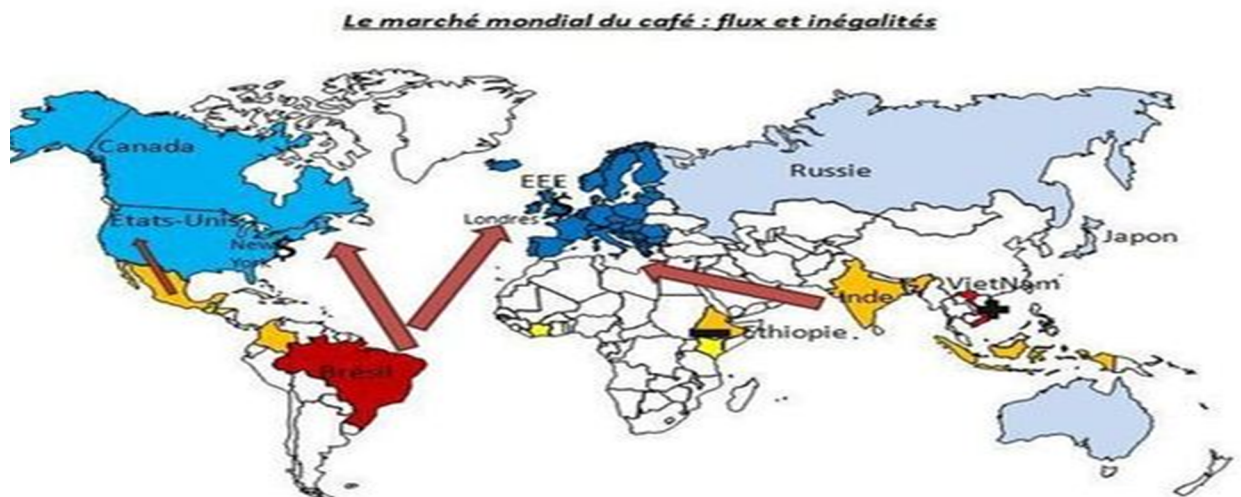 Le marché mondial du café : flux et inégalités
Canada
Etats-Unis
New
York
$
EEE
Londres
$
Russie
Japon
VietNam
Inde
Ethiopie
Brésil